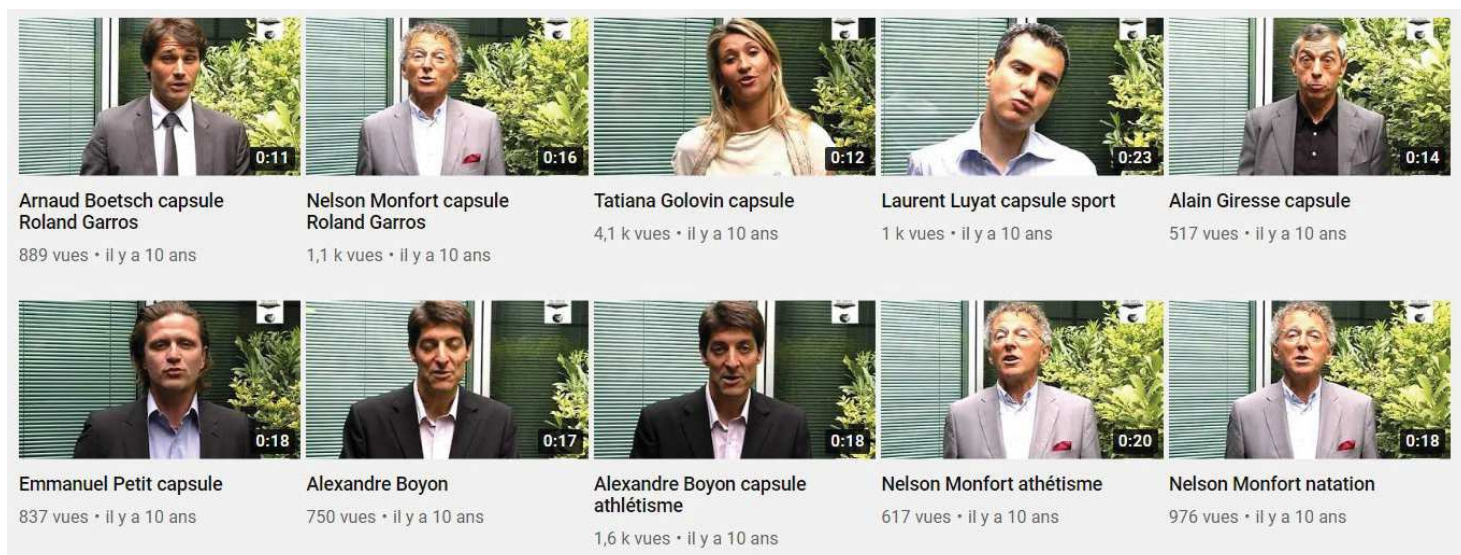 0:11
0:16
0:12
0:23
0:14
Arnaud Boetsch capsule
Roland Garros
889 vues • il y a 10 ans
Nelson Monfort capsule
Roland Garros
1,1 k vues • il y a 10 ans
Tatiana Golovin capsule
4,1 k vues • il y a 10 ans
Laurent Luyat capsule sport
1 k vues • il y a 10 ans
Alain Giresse capsule
517 vues • il y a 10 ans
0:18
0:17
0:18
0:20
0:18
Emmanuel Petit capsule
837 vues • il y a 10 ans
Alexandre Boyon
750 vues • il y a 10 ans
Alexandre Boyon capsule
athlétisme
1,6 k vues • il y a 10 ans
Nelson Monfort athétisme
617 vues • il y a 10 ans
Nelson Monfort natation
976 vues • il y a 10 ans